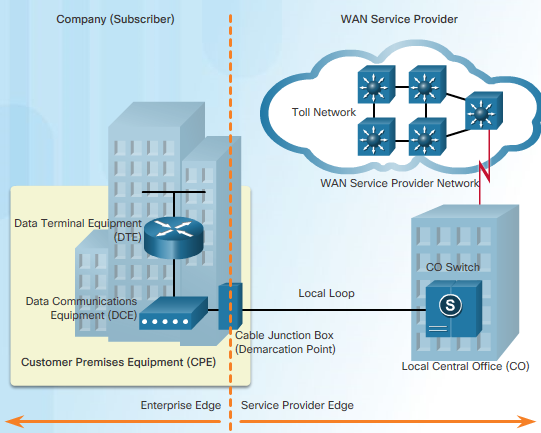 Company (Subscriber)
WAN Service Provider
Toll Network
WAN Service Provider Network
Data Terminal Equipment
(DTE)
CO Switch
S
Data Communications
Equipment (DCE)
Local Loop
Cable Junction Box
(Demarcation Point)
Customer Premises Equipment (CPE)
Local Central Office (CO)
Enterprise Edge
Service Provider Edge